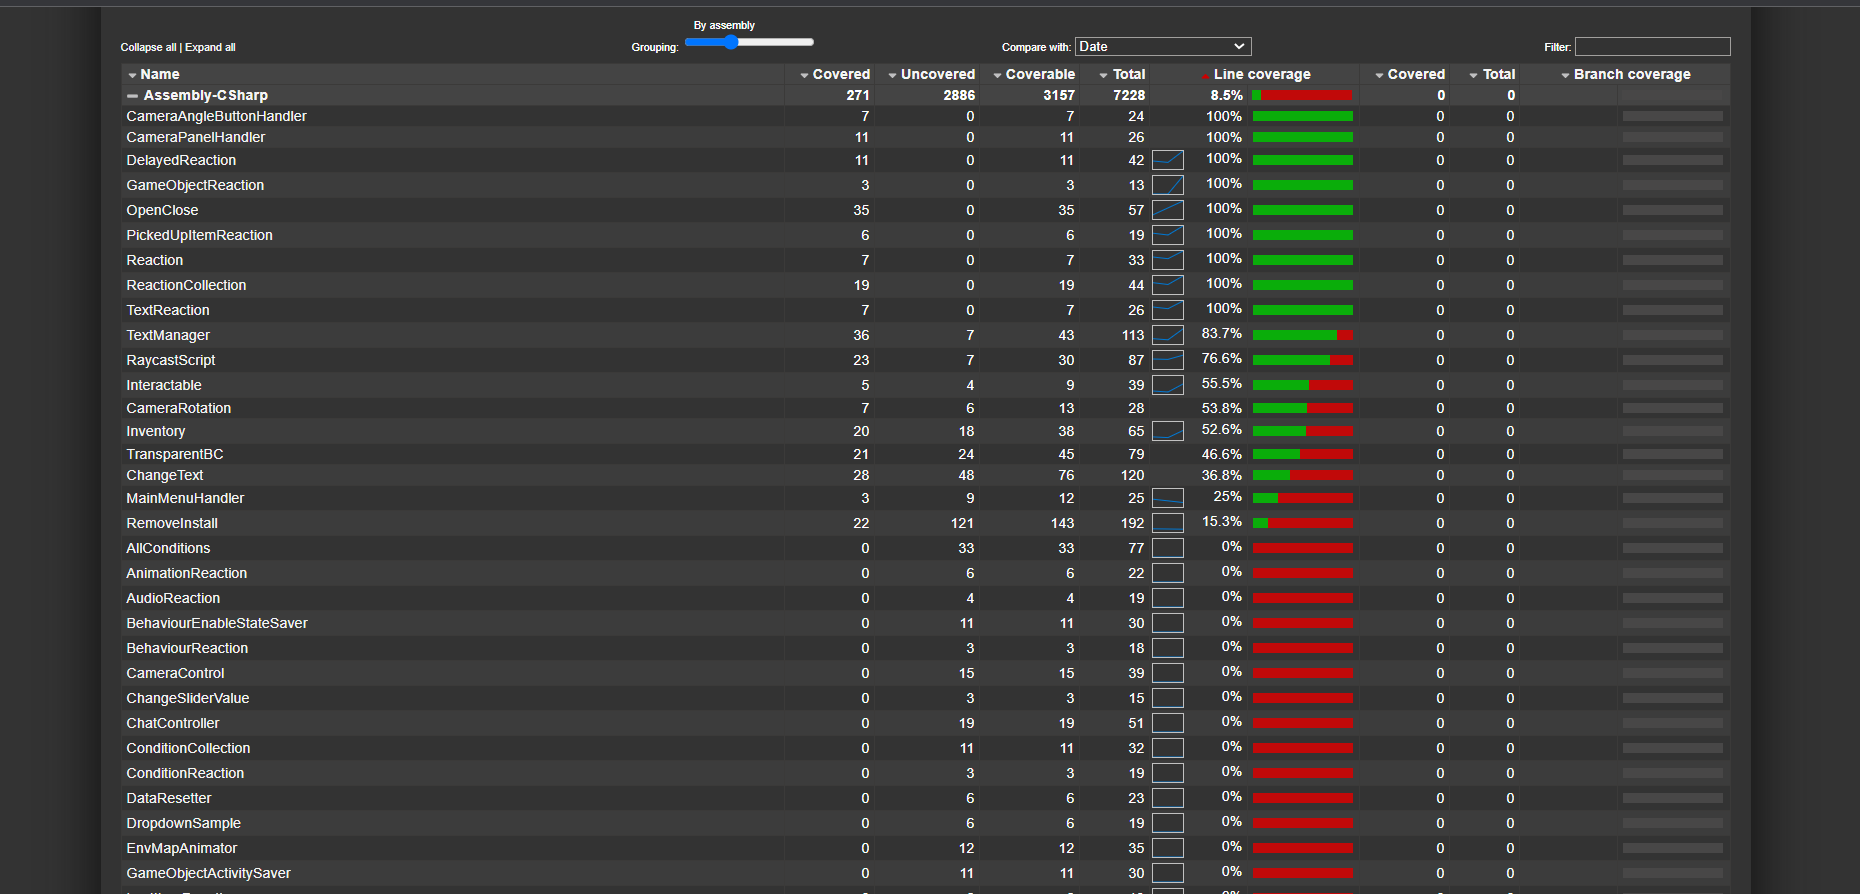 By assembly
Collapse all | Expand all Grouping: Compare with: Date Filter:
Name Covered Uncovered Coverable Total Line coverage Covered Total Branch coverage
Assembly-CSharp 271 2886 3157 7228 8.5% 0 0
CameraAngleButtonHandler 7 0 7 24 100% 0 0
CameraPanelHandler 11 0 11 26 100% 0 0
DelayedReaction 11 0 11 42 100% 0 0
GameObjectReaction 3 0 3 13 100% 0 0
OpenClose 35 0 35 57 100% 0 0
PickedUpItemReaction 6 0 6 19 100% 0 0
Reaction 7 0 7 33 100% 0 0
ReactionCollection 19 0 19 44 100% 0 0
TextReaction 7 0 7 26 100% 0 0
TextManager 36 7 43 113 83.7% 0 0
RaycastScript 23 7 30 87 76.6% 0 0
Interactable 5 4 9 39 55.5% 0 0
CameraRotation 7 6 13 28 53.8% 0 0
Inventory 20 18 38 65 52.6% 0 0
TransparentBC 21 24 45 79 46.6% 0 0
ChangeText 28 48 76 120 36.8% 0 0
MainMenuHandler 3 9 12 25 25% 0 0
RemoveInstall 22 121 143 192 15.3% 0 0
AllConditions 0 33 33 77 0% 0 0
AnimationReaction 0 6 6 22 0% 0 0
AudioReaction 0 4 4 19 0% 0 0
BehaviourEnableStateSaver 0 11 11 30 0% 0 0
BehaviourReaction 0 3 3 18 0% 0 0
CameraControl 0 15 15 39 0% 0 0
ChangeSliderValue 0 3 3 15 0% 0 0
ChatController 0 19 19 51 0% 0 0
ConditionCollection 0 11 11 32 0% 0 0
ConditionReaction 0 3 3 19 0% 0 0
DataResetter 0 6 6 23 0% 0 0
DropdownSample 0 6 6 19 0% 0 0
EnvMapAnimator 0 12 12 35 0% 0 0
GameObjectActivitySaver 0 11 11 30 0% 0 0